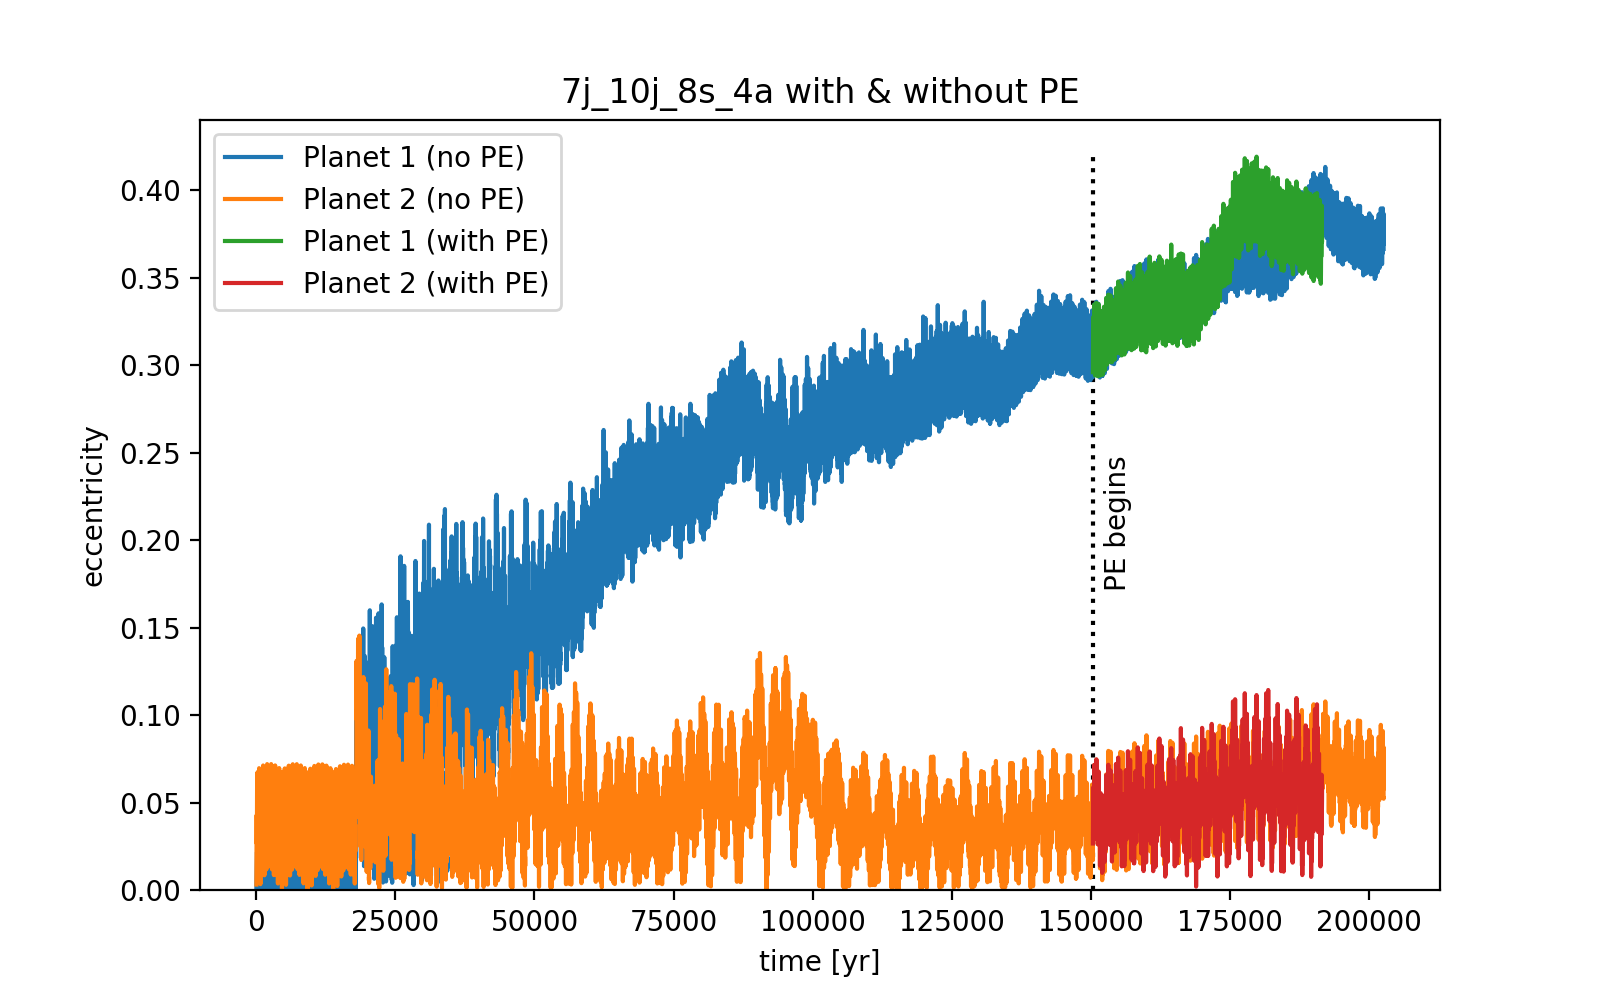 7j_10j_8s_4a with & without PE
Planet 1 (no PE)
Planet 2 (no PE)
Planet 1 (with PE)
Planet 2 (with PE)
0.40
0.35
0.30
0.25
0.20
0.15
0.10
0.05
0.00
eccentricity
PE begins
0
25000
50000
75000
100000
125000
150000
175000
200000
time [yr]